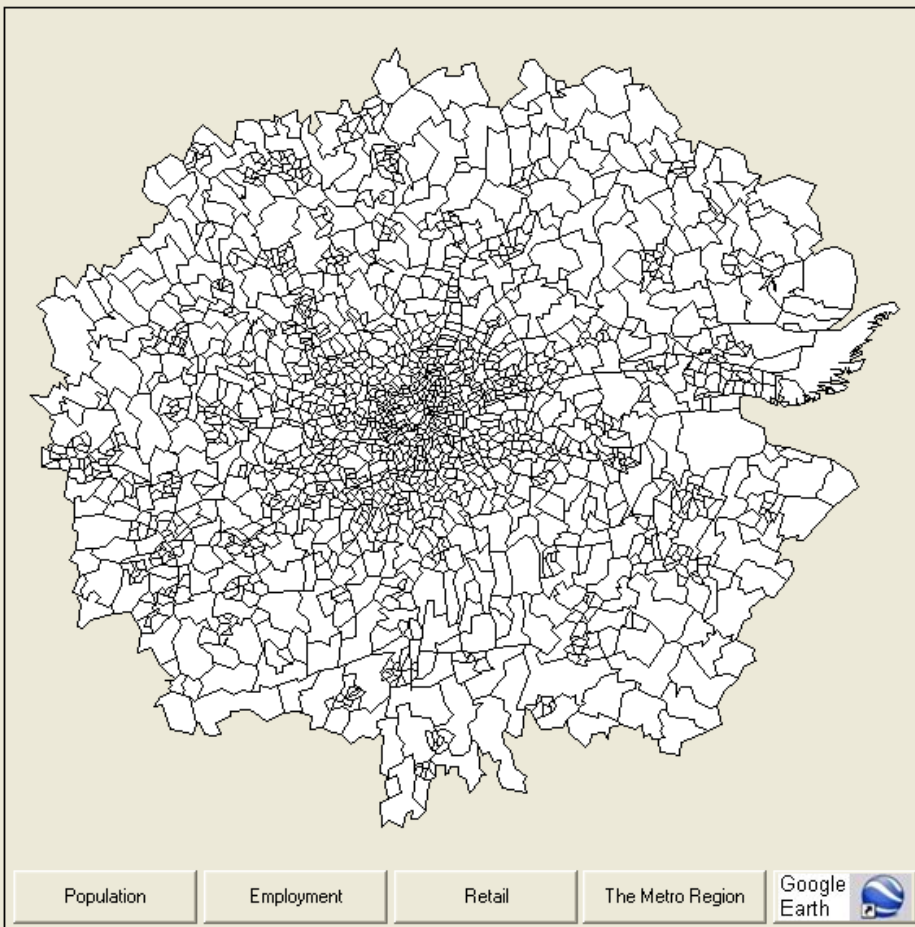 Population
Employment
Retail
The Metro Region
Google
Earth